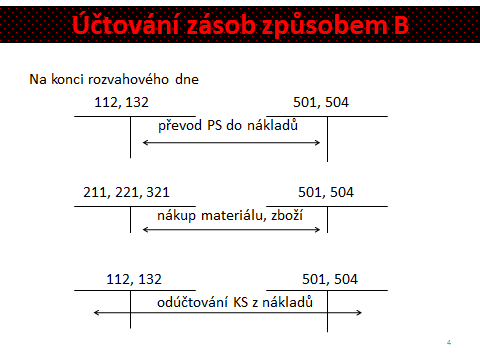 Účtování zásob způsobem B
Na konci rozvahového dne
112, 132 501, 504
převod PS do nákladů
211, 221, 321 501, 504
nákup materiálu, zboží
112, 132 501, 504
odúčtování KS z nákladů
4